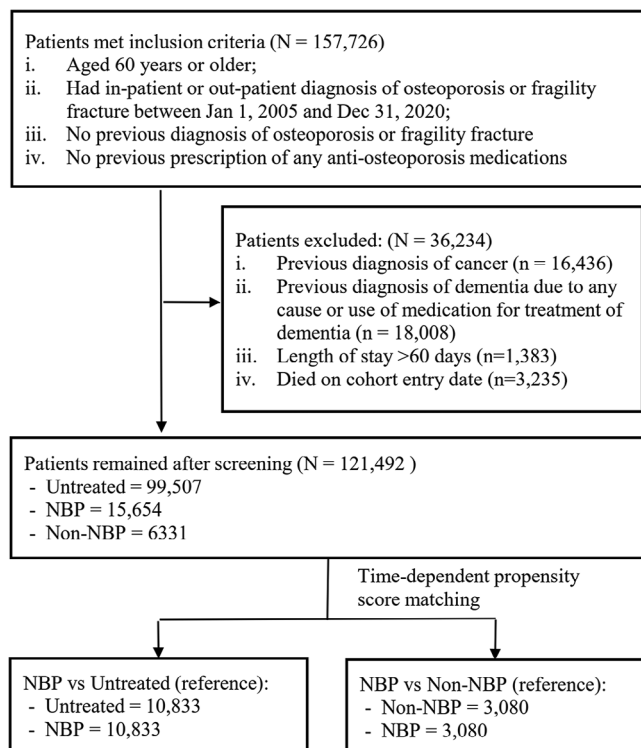 Patients met inclusion criteria (N = 157,726)
i. Aged 60 years or older;
ii. Had in-patient or out-patient diagnosis of osteoporosis or fragility
fracture between Jan 1, 2005 and Dec 31, 2020;
iii. No previous diagnosis of osteoporosis or fragility fracture
iv. No previous prescription of any anti-osteoporosis medications
Patients excluded: (N = 36,234)
i. Previous diagnosis of cancer (n = 16,436)
ii. Previous diagnosis of dementia due to any
cause or use of medication for treatment of
dementia (n = 18,008)
iii. Length of stay >60 days (n=1,383)
iv. Died on cohort entry date (n=3,235)
Patients remained after screening (N = 121,492 )
- Untreated = 99,507
- NBP = 15,654
- Non-NBP = 6331
Time-dependent propensity
score matching
NBP vs Untreated (reference):
- Untreated = 10,833
- NBP = 10,833
NBP vs Non-NBP (reference):
- Non-NBP = 3,080
- NBP = 3,080